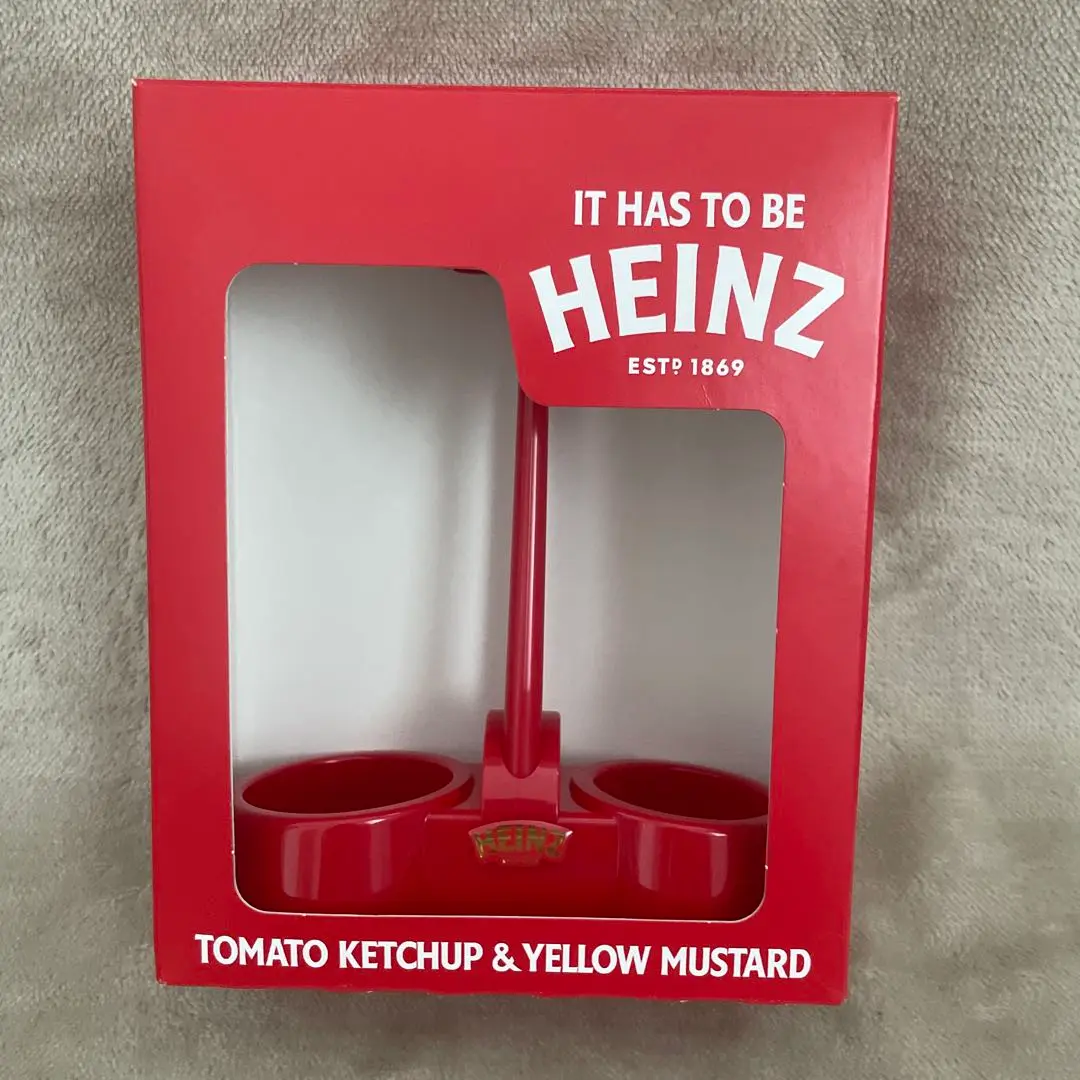 IT HAS TO BE
HEINZ
ESTD 1869
HEINZ
TOMATO KETCHUP & YELLOW MUSTARD